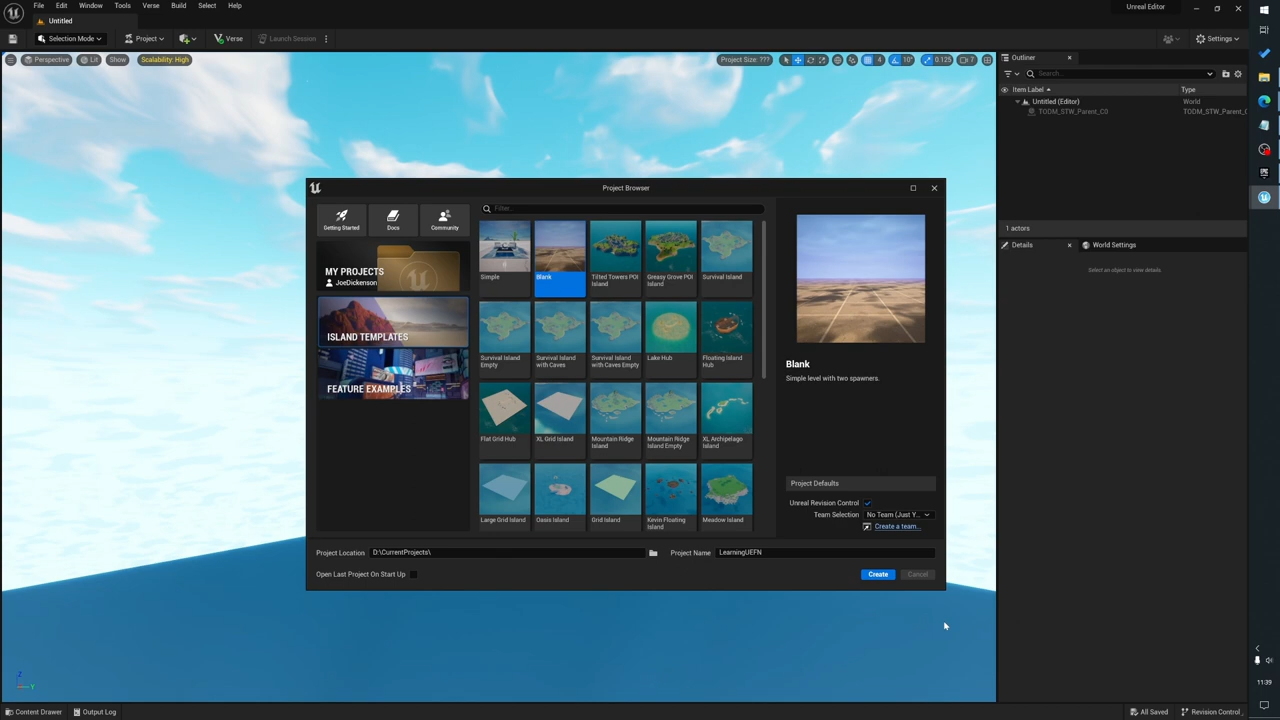 File Edit Window Tools Verse Build Select Help
Unreal Editor
Untitled
Selection Mode
Project
Verse
Launch Session
Settings
Perspective
Lit
Show
Scalability: High
Project Size: ???
4
10°
0.125
7
Outliner
Search...
Item Label
Type
Untitled (Editor)
World
TODM_STW_Parent_C0
TODM_STW_Parent_C
1 actors
Details
World Settings
Select an object to view details.
Project Browser
Getting Started
Docs
Community
MY PROJECTS
JoeDickenson
ISLAND TEMPLATES
FEATURE EXAMPLES
Filter...
Simple
Blank
Tilted Towers POI
Island
Greasy Grove POI
Island
Survival Island
Survival Island
Empty
Survival Island
with Caves
Survival Island
with Caves Empty
Lake Hub
Floating Island
Hub
Flat Grid Hub
XL Grid Island
Mountain Ridge
Island
Mountain Ridge
Island Empty
XL Archipelago
Island
Large Grid Island
Oasis Island
Grid Island
Kevin Floating
Island
Meadow Island
Blank
Simple level with two spawners.
Project Defaults
Unreal Revision Control
Team Selection
No Team (Just Y...
Create a team...
Project Location
D:\CurrentProjects\
Project Name
LearningUEFN
Open Last Project On Start Up
Create
Cancel
Z
Y
Content Drawer
Output Log
All Saved
Revision Control
11:39